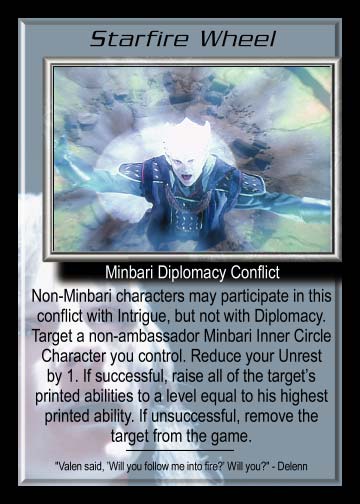 Starfire Wheel
Minbari Diplomacy Conflict
Non-Minbari characters may participate in this
conflict with Intrigue, but not with Diplomacy.
Target a non-ambassador Minbari Inner Circle
Character you control. Reduce your Unrest
by 1. If successful, raise all of the target's
printed abilities to a level equal to his highest
printed ability. If unsuccessful, remove the
target from the game.
"Valen said, 'Will you follow me into fire?' Will you?" - Delenn